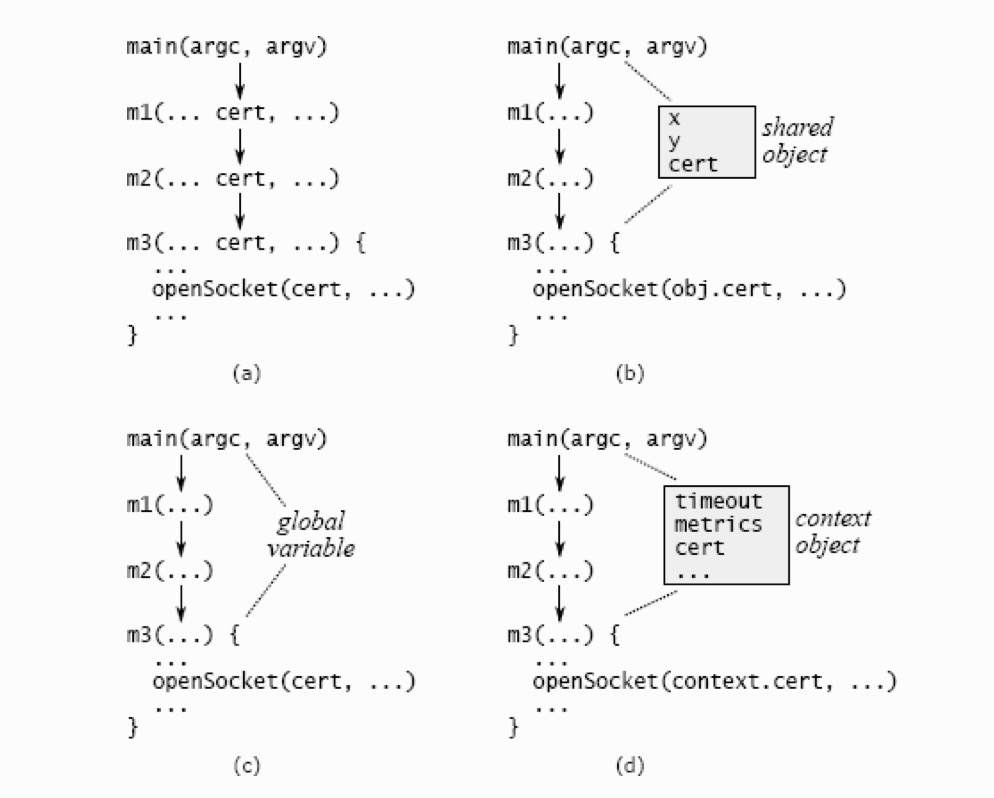 main(argc, argv)
m1(... cert, ...)
m2(... cert, ...)
m3(... cert, ...) {
...
openSocket(cert, ...)
...
}
(a)
main(argc, argv)
m1(...)
x
y
cert
shared
object
m2(...)
m3(...) {
...
openSocket(obj.cert, ...)
...
}
(b)
main(argc, argv)
m1(...)
global
variable
m2(...)
m3(...) {
...
openSocket(cert, ...)
...
}
(c)
main(argc, argv)
m1(...)
timeout
metrics
cert
...
context
object
m2(...)
m3(...) {
...
openSocket(context.cert, ...)
...
}
(d)